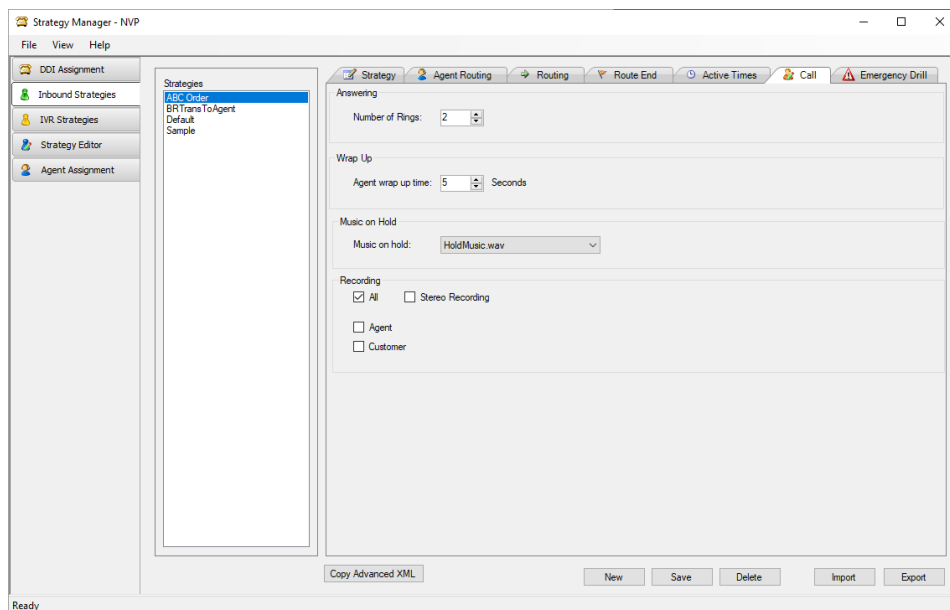 Strategy Manager - NVP
File View Help
DDI Assignment
Inbound Strategies
IVR Strategies
Strategy Editor
Agent Assignment
Strategies
ABC Order
BRTransToAgent
Default
Sample
Strategy Agent Routing Routing Route End Active Times Call Emergency Drill
Answering
Number of Rings: 2
Wrap Up
Agent wrap up time: 5 Seconds
Music on Hold
Music on hold: HoldMusic.wav
Recording
All Stereo Recording
Agent
Customer
Copy Advanced XML New Save Delete Import Export
Ready